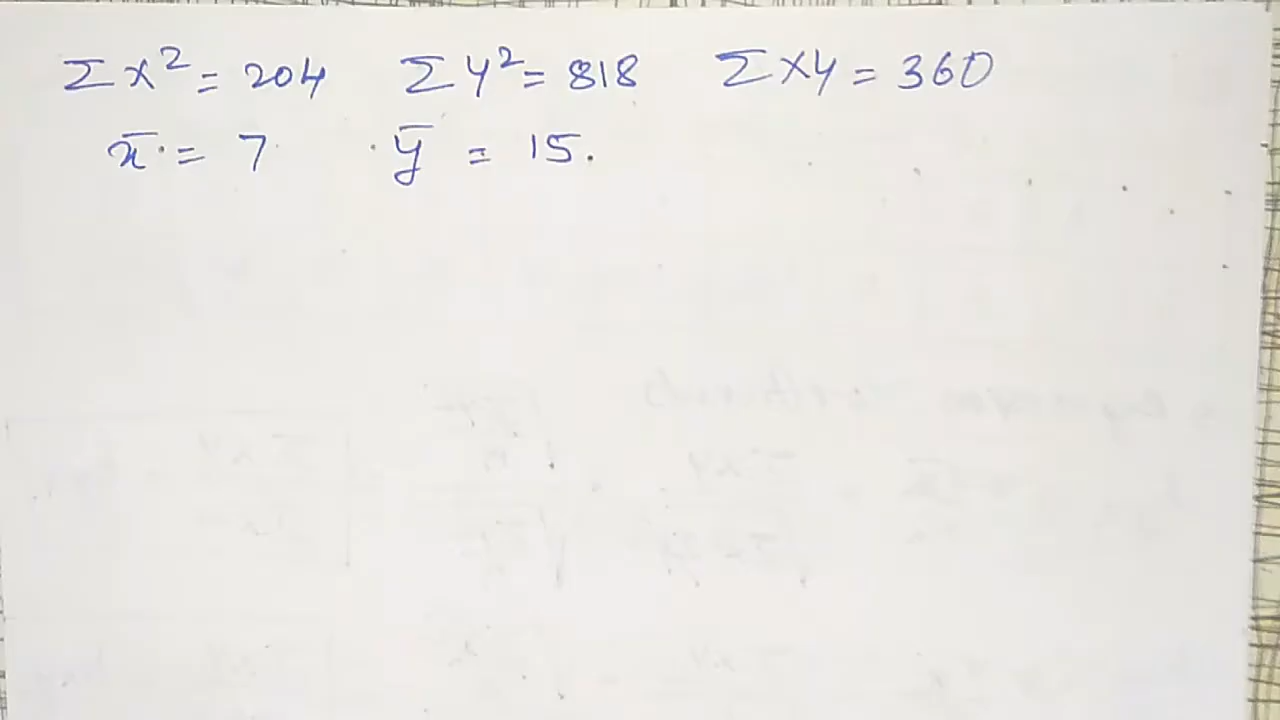 Σx² = 204 Σy² = 818 Σxy = 360
x̄ = 7 ȳ = 15.